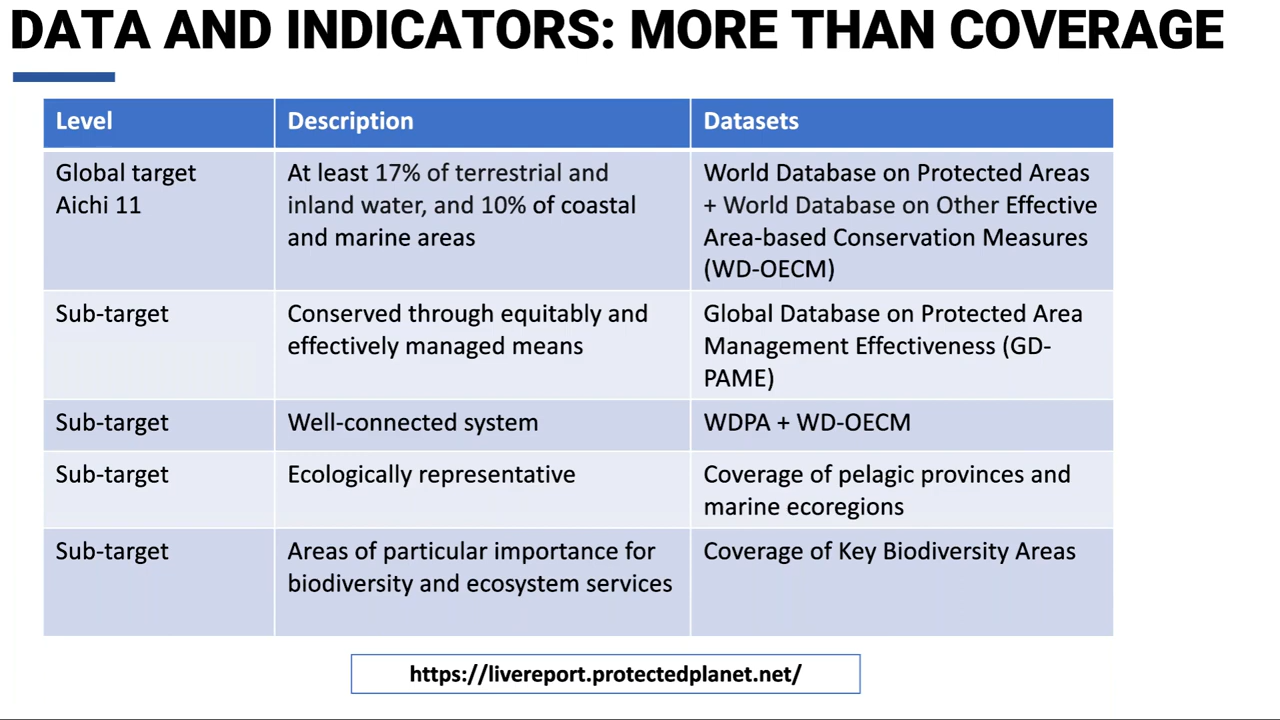 DATA AND INDICATORS: MORE THAN COVERAGE
Level
Description
Datasets
Global target
Aichi 11
At least 17% of terrestrial and
inland water, and 10% of coastal
and marine areas
World Database on Protected Areas
+ World Database on Other Effective
Area-based Conservation Measures
(WD-OECM)
Sub-target
Conserved through equitably and
effectively managed means
Global Database on Protected Area
Management Effectiveness (GD-
PAME)
Sub-target
Well-connected system
WDPA + WD-OECM
Sub-target
Ecologically representative
Coverage of pelagic provinces and
marine ecoregions
Sub-target
Areas of particular importance for
biodiversity and ecosystem services
Coverage of Key Biodiversity Areas
https://livereport.protectedplanet.net/